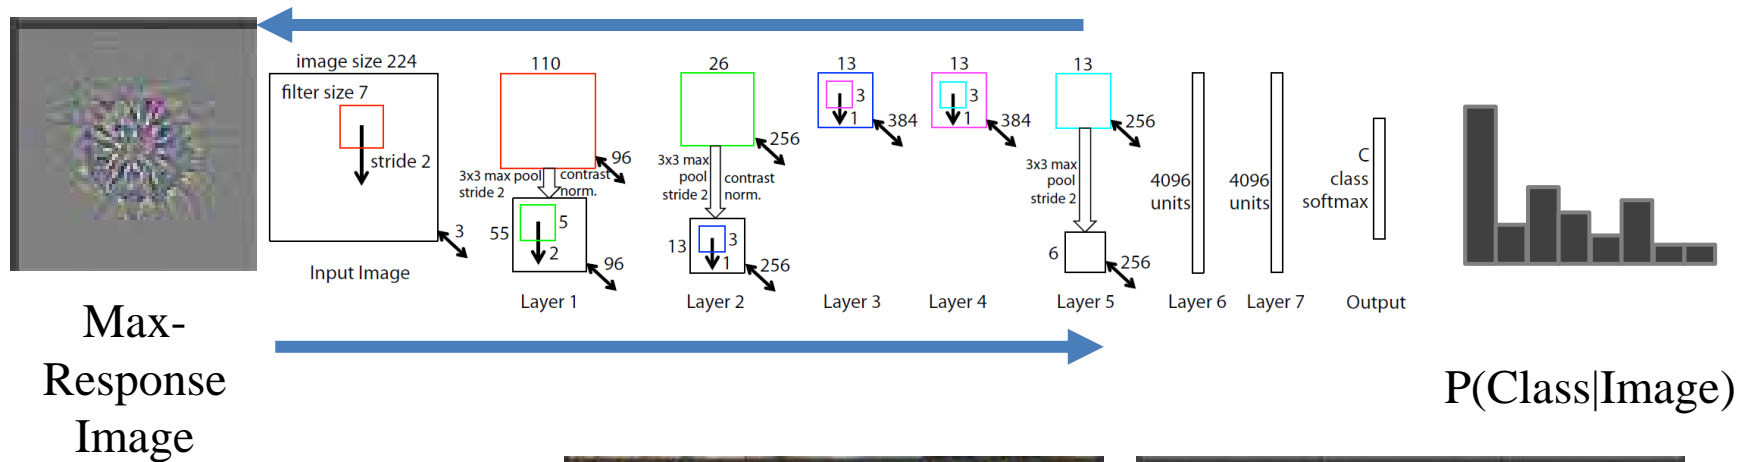 image size 224
filter size 7
stride 2
3
Input Image
110
96
3x3 max pool
stride 2
contrast
norm.
55
5
2
96
Layer 1
26
256
3x3 max
pool
stride 2
contrast
norm.
13
3
1
256
Layer 2
13
3
1
384
Layer 3
13
3
1
384
Layer 4
13
256
3x3 max
pool
stride 2
6
256
Layer 5
4096
units
Layer 6
4096
units
Layer 7
C
class
softmax
Output
Max-
Response
Image
P(Class|Image)